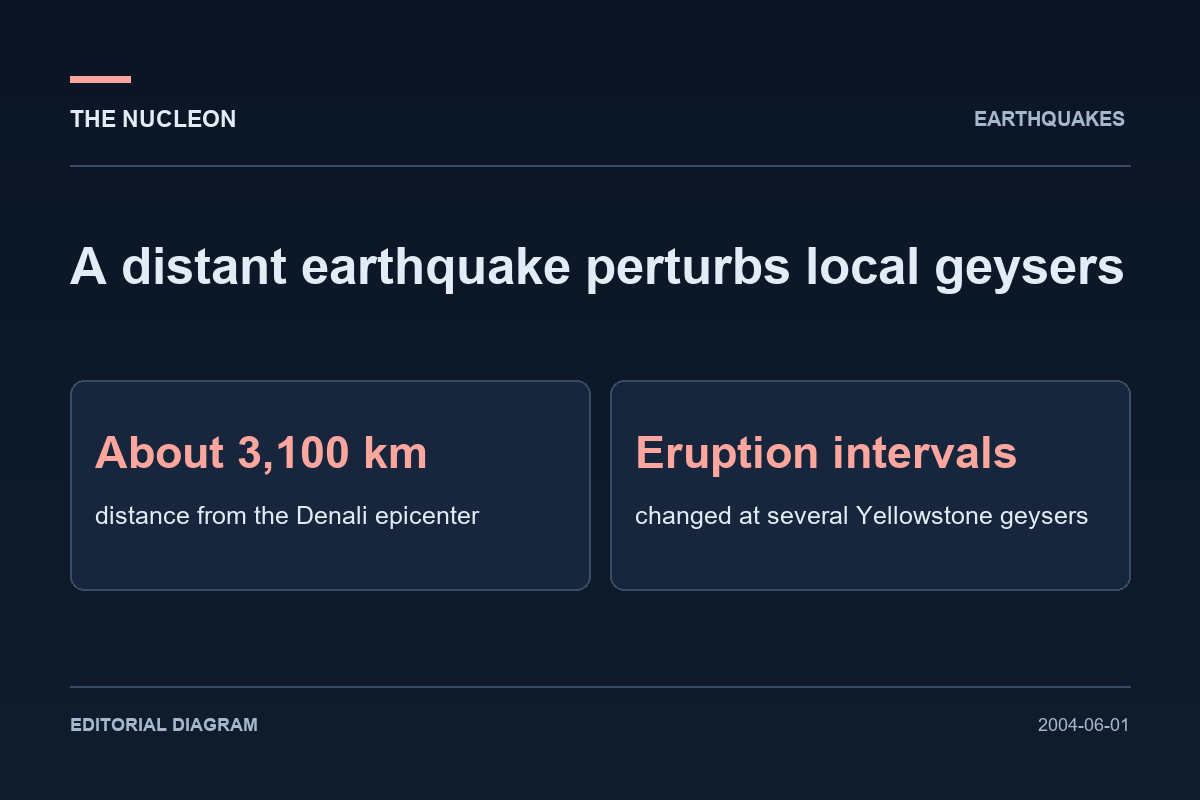 THE NUCLEON
EARTHQUAKES
A distant earthquake perturbs local geysers
About 3,100 km
distance from the Denali epicenter
Eruption intervals
changed at several Yellowstone geysers
EDITORIAL DIAGRAM
2004-06-01